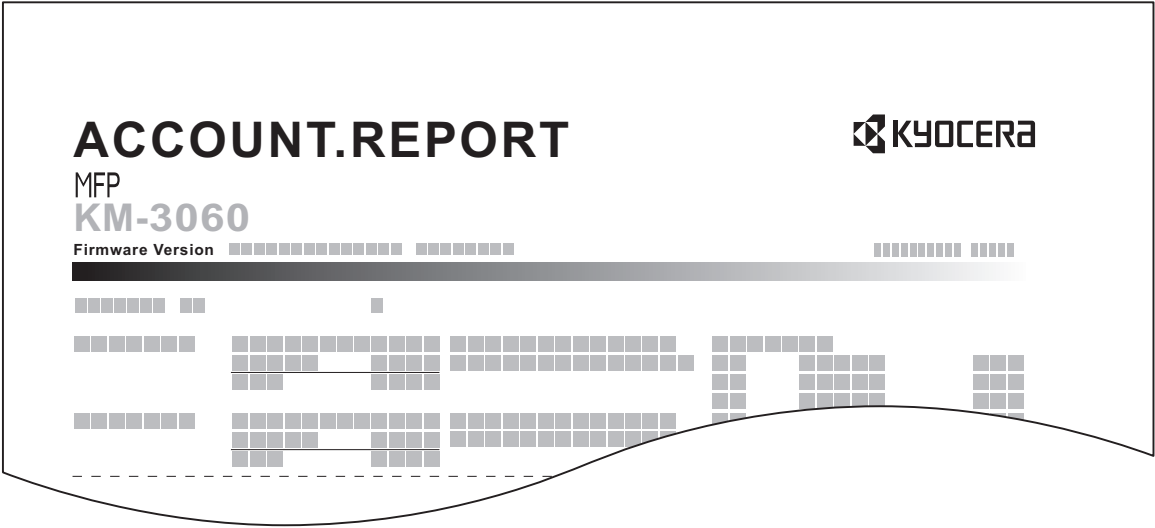 ACCOUNT.REPORT
KYOCERA
MFP
KM-3060
Firmware Version